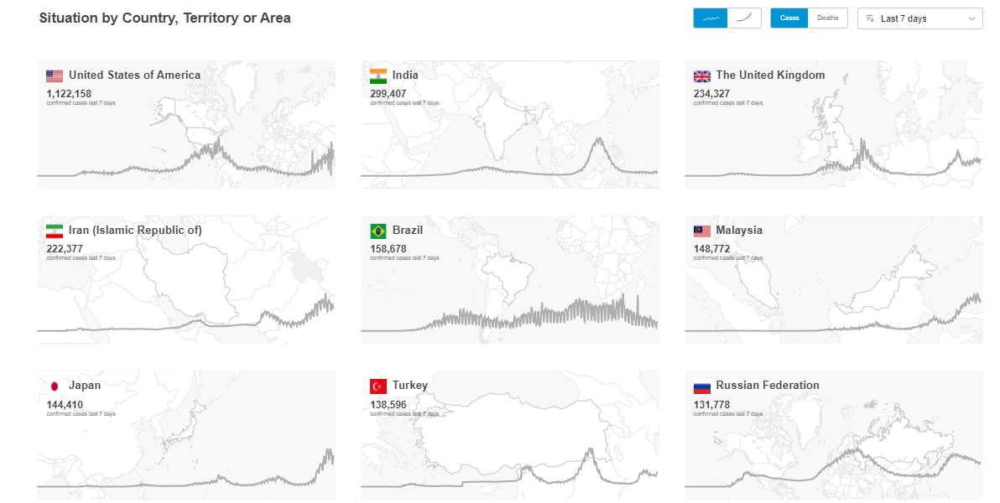 Situation by Country, Territory or Area
Cases
Deaths
Last 7 days
United States of America
1,122,158
confirmed cases last 7 days
India
299,407
confirmed cases last 7 days
The United Kingdom
234,327
confirmed cases last 7 days
Iran (Islamic Republic of)
222,377
confirmed cases last 7 days
Brazil
158,678
confirmed cases last 7 days
Malaysia
148,772
confirmed cases last 7 days
Japan
144,410
confirmed cases last 7 days
Turkey
138,596
confirmed cases last 7 days
Russian Federation
131,778
confirmed cases last 7 days